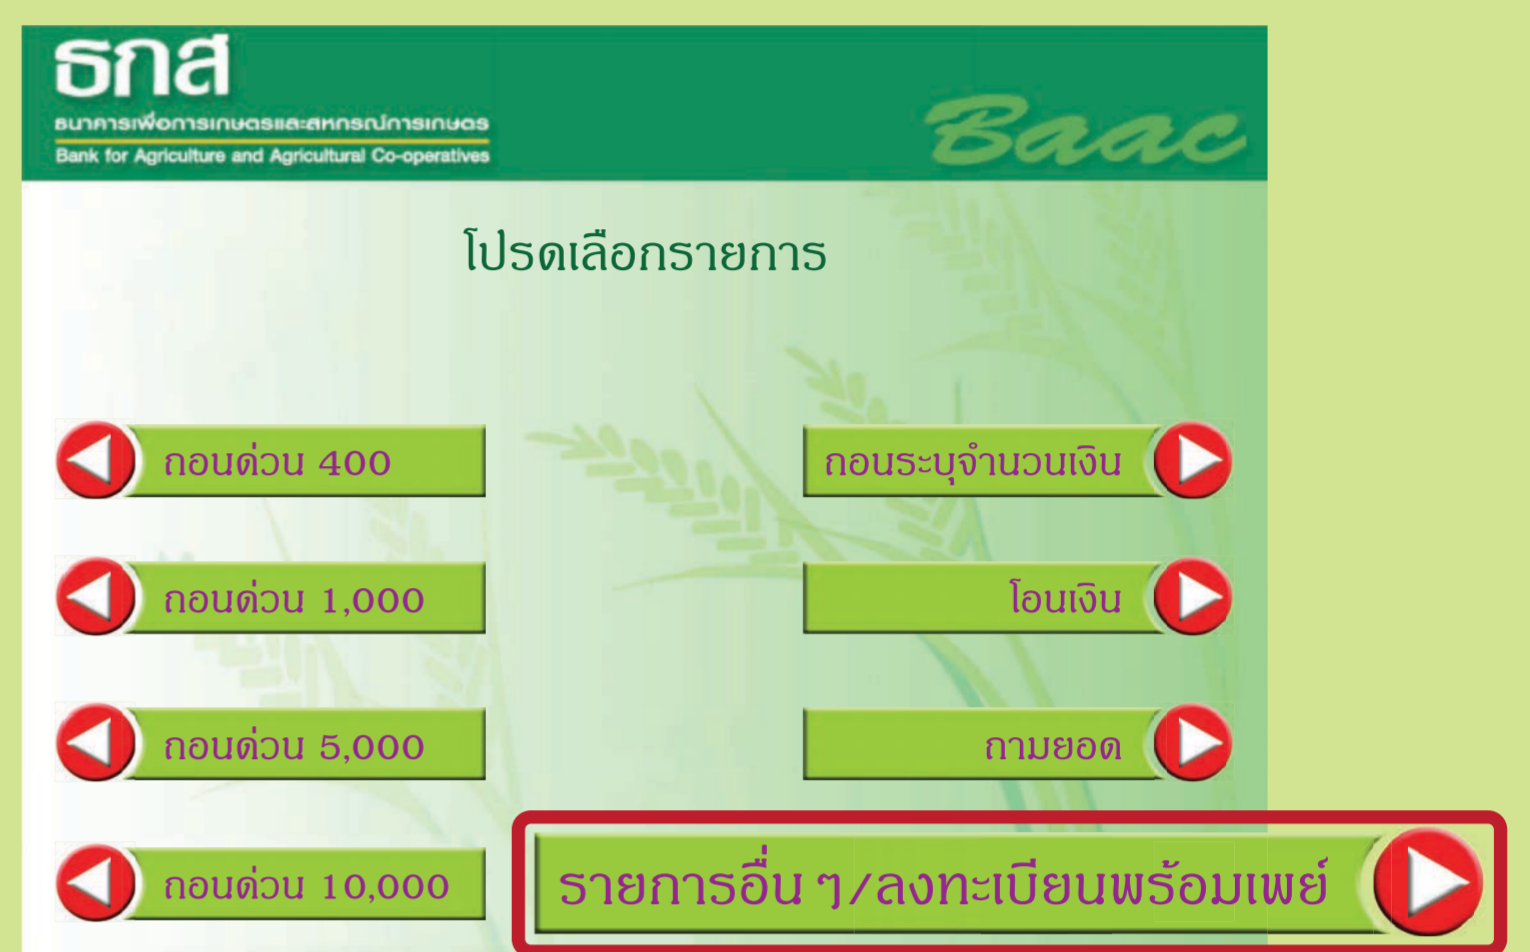 ธกส
ธนาคารเพื่อการเกษตรและสหกรณ์การเกษตร
Bank for Agriculture and Agricultural Co-operatives
Baac
โปรดเลือกรายการ
ถอนด่วน 400
ถอนระบุจำนวนเงิน
ถอนด่วน 1,000
โอนเงิน
ถอนด่วน 5,000
ถามยอด
ถอนด่วน 10,000
รายการอื่น ๆ/ลงทะเบียนพร้อมเพย์